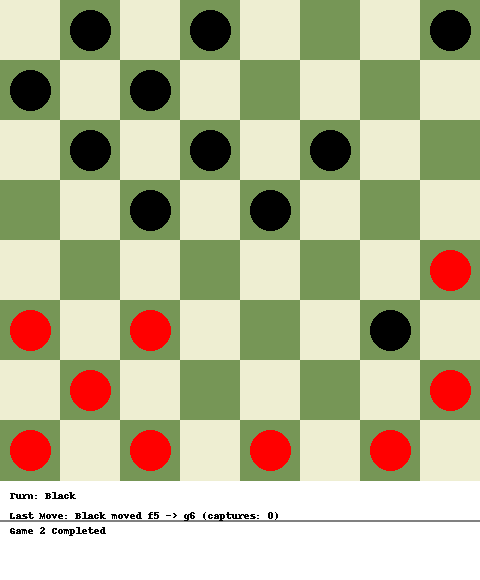 Turn: Black
Last Move: Black moved f5 -> g6 (captures: 0)
Game 2 Completed